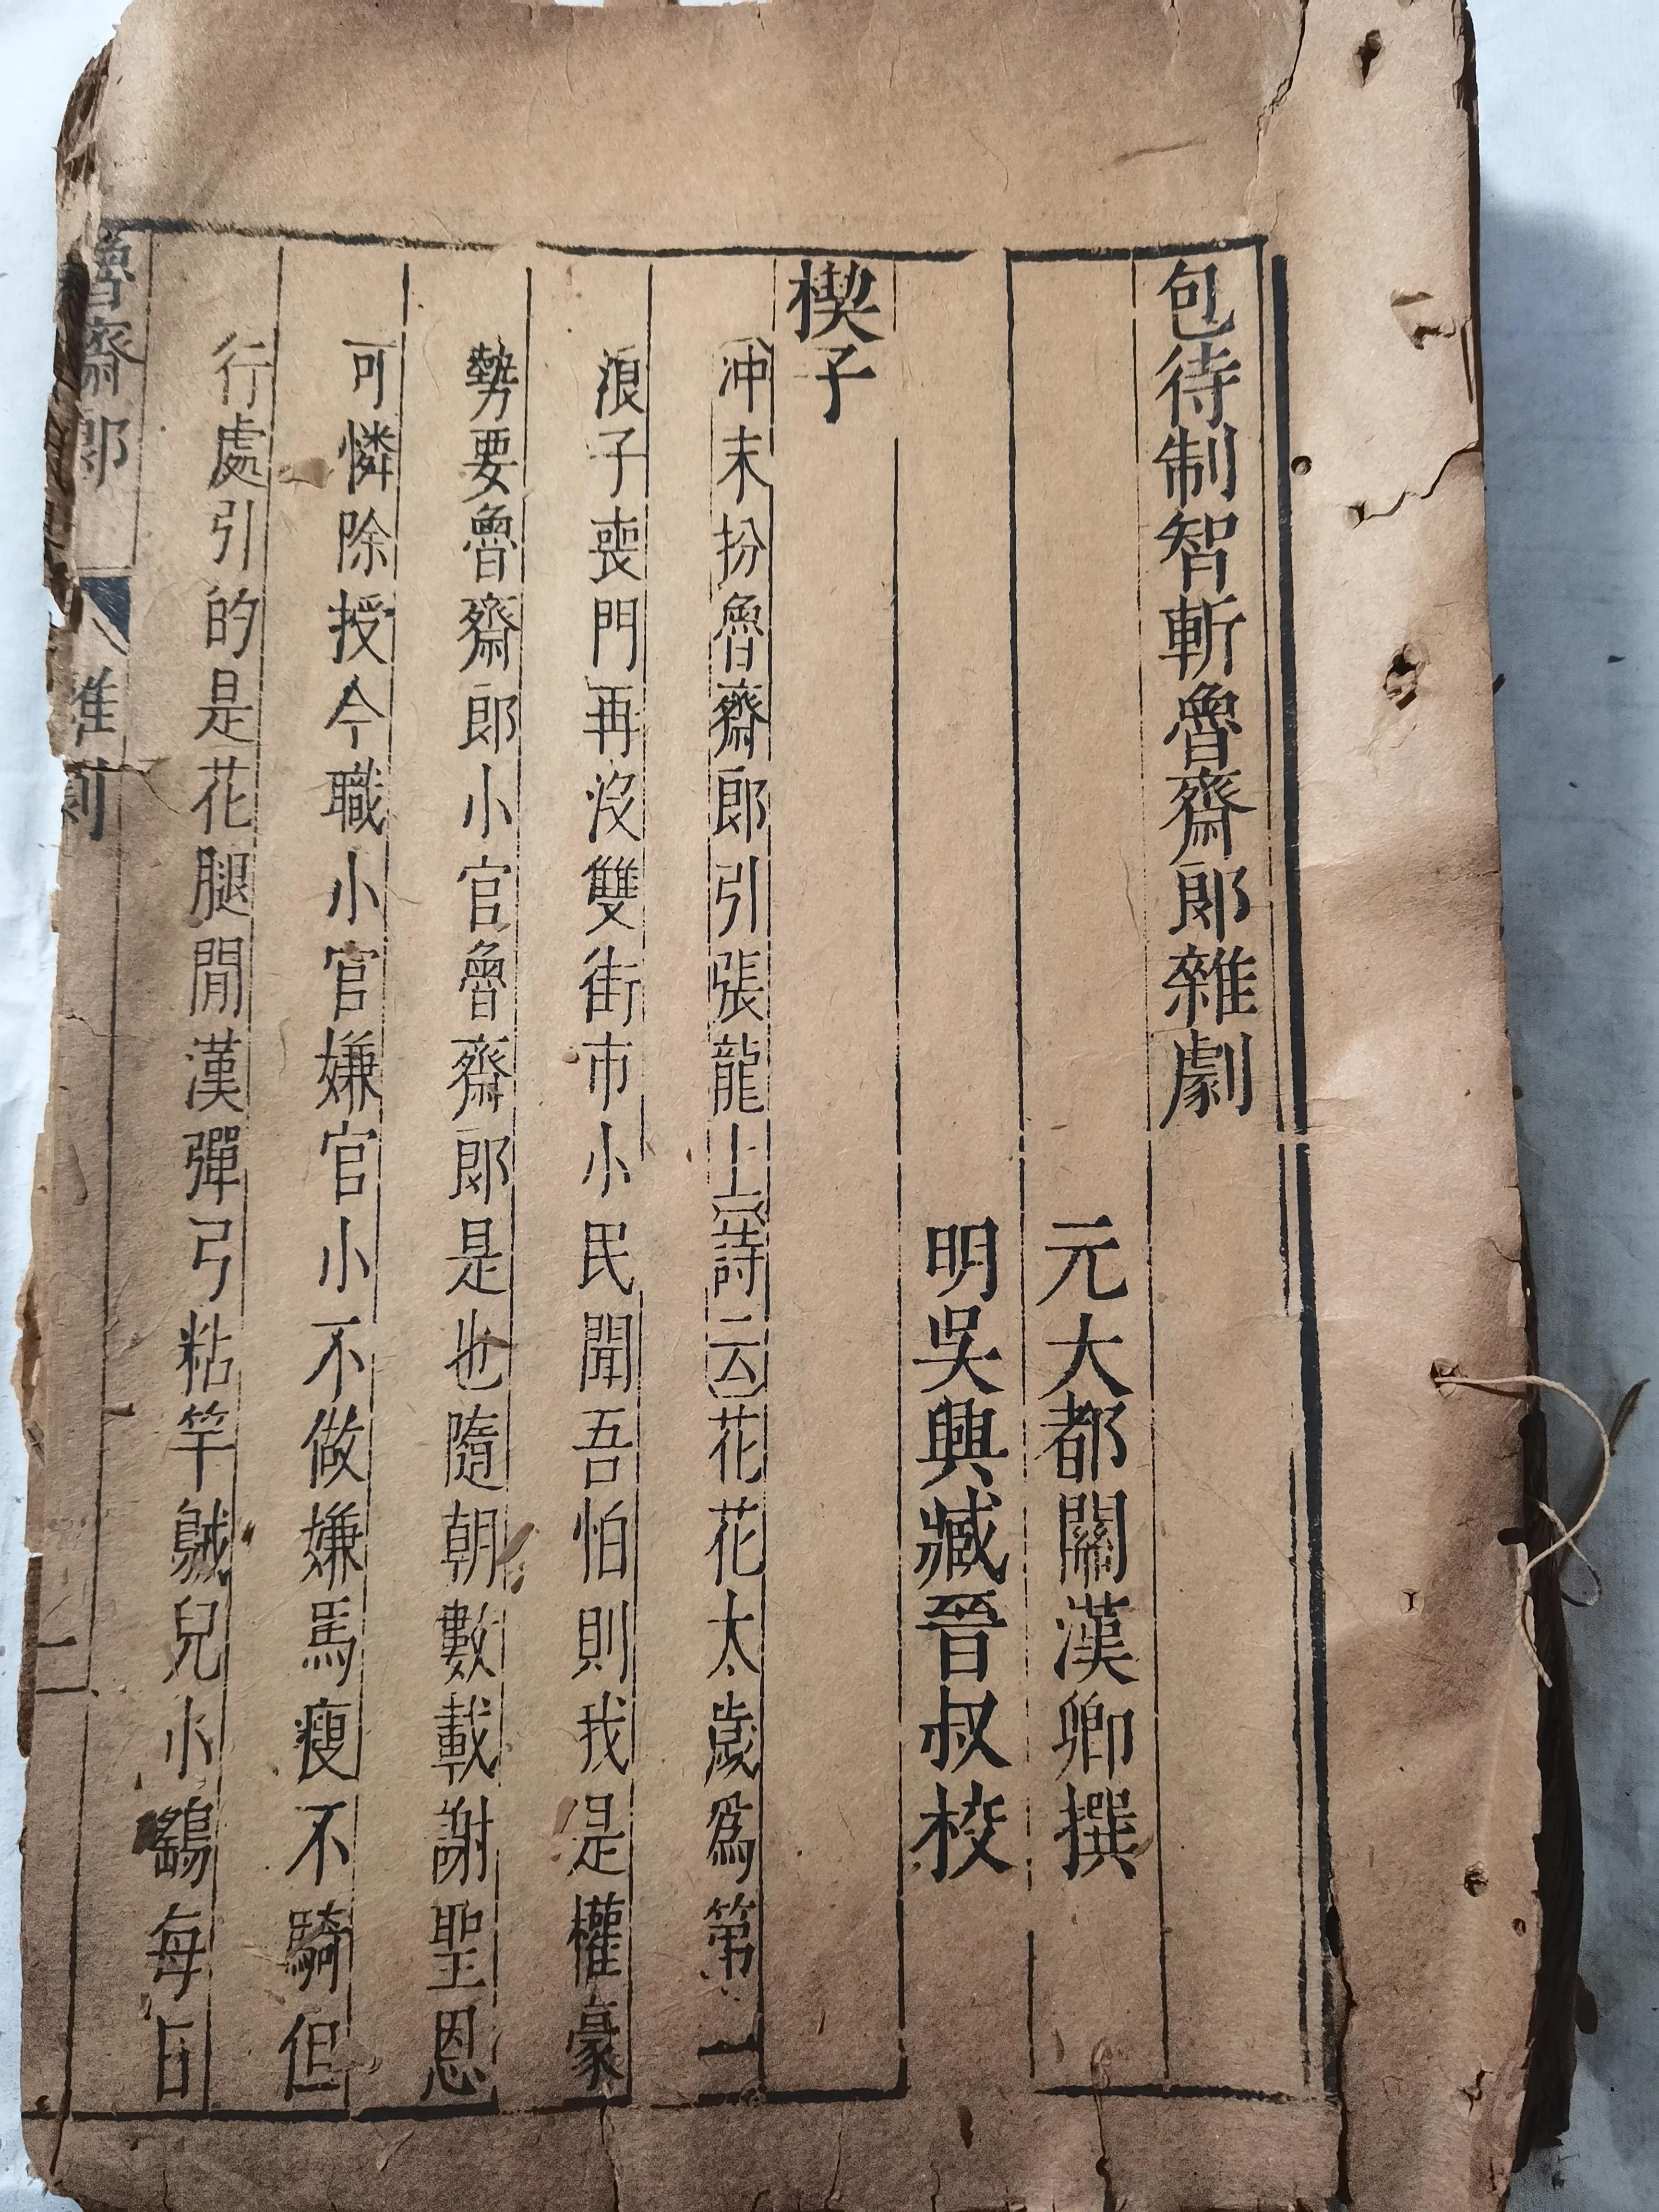 包待制智斬魯齋郎雜劇
元大都關漢卿撰
明吳興臧晉叔校
楔子
冲末扮魯齋郎引張龍上詩云花花太歲爲第一
浪子喪門再沒雙街市小民聞吾怕則我是權豪
勢要魯齋郎小官魯齋郎是也隨朝數載謝聖恩
可憐除授今職小官嫌官小不做嫌馬瘦不騎但
行處引的是花腿閒漢彈弓粘竿𪀚兒小鷂每日
魯齋郎 雜劇 二